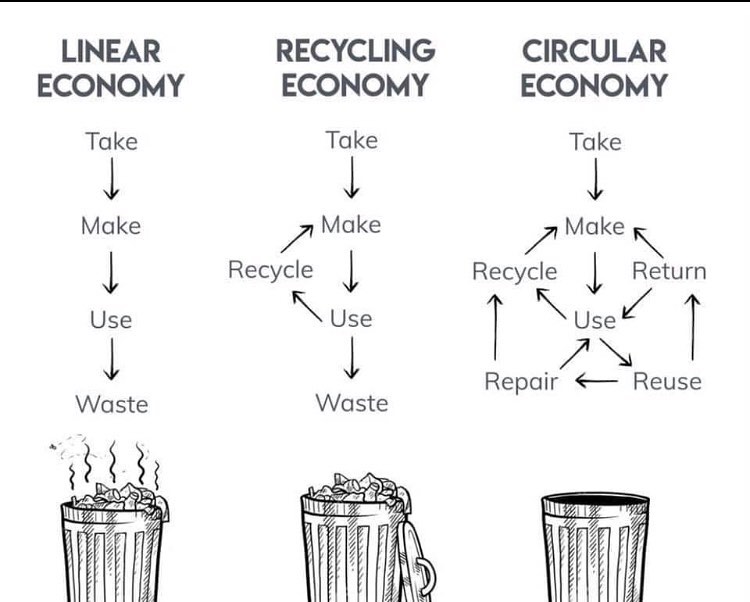 LINEAR
ECONOMY
Take
Make
Use
Waste
RECYCLING
ECONOMY
Take
Make
Recycle
Use
Waste
CIRCULAR
ECONOMY
Take
Make
Recycle
Return
Use
Repair
Reuse